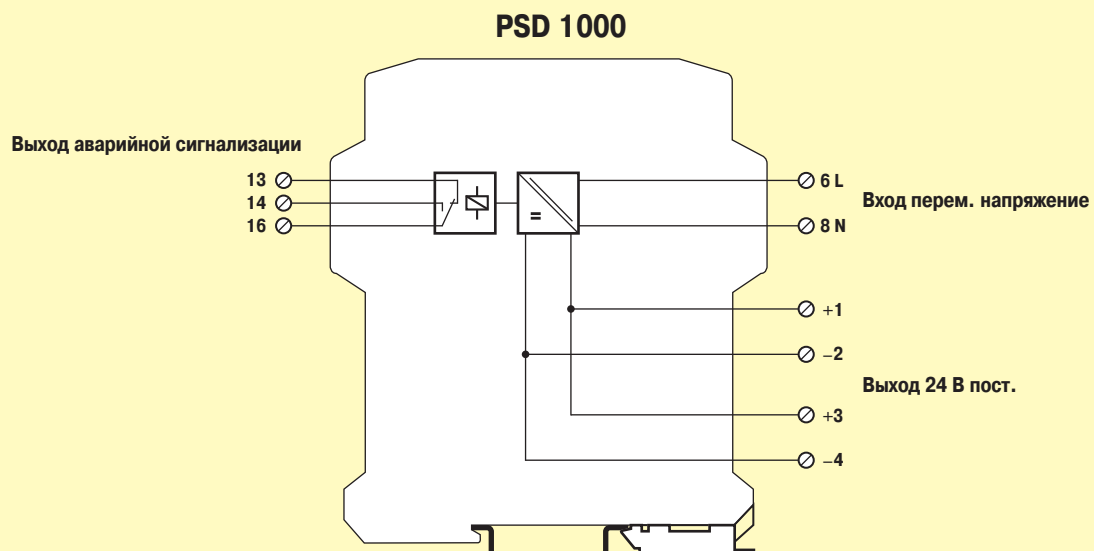 PSD 1000
Выход аварийной сигнализации
13
14
16
6 L
8 N
Вход перем. напряжение
+1
–2
+3
–4
Выход 24 В пост.